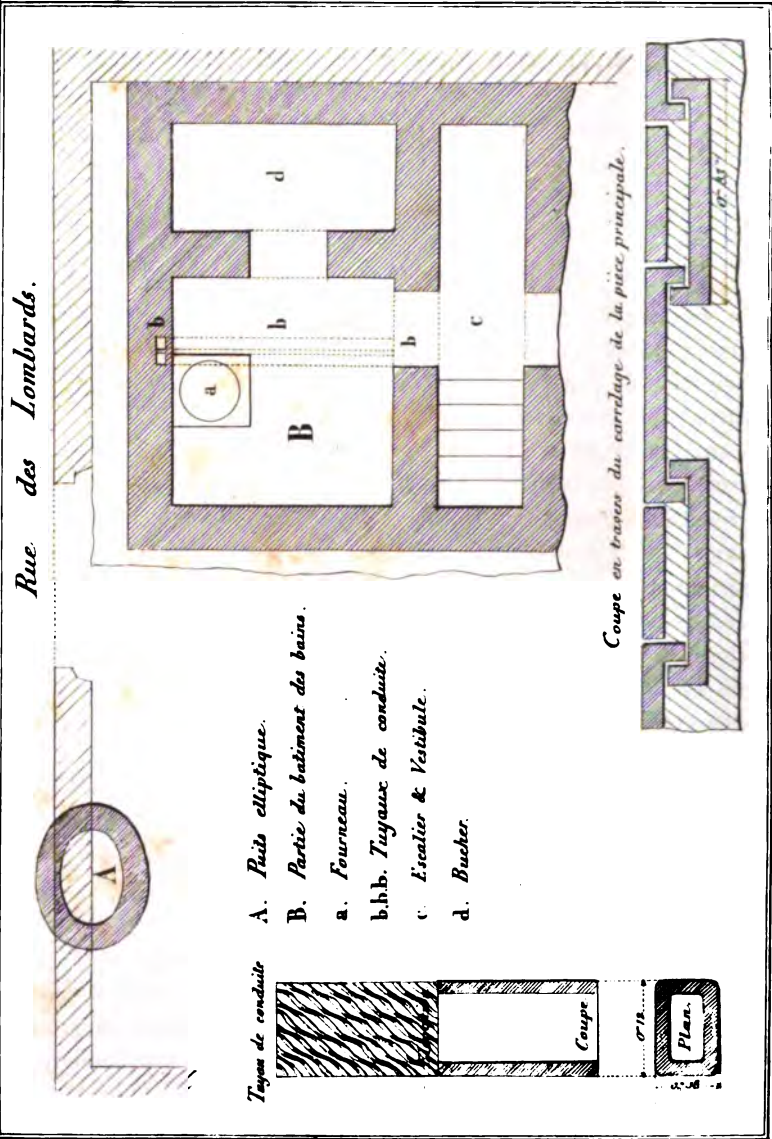 Rue des Lombards.
A
b
a
b
d
B
b
c
A. Puits elliptique.
B. Partie du batiment des bains.
a. Fourneau.
b.b.b. Tuyaux de conduite.
c Escalier & Vestibule.
d. Bucher.
Coupe en travers du carrelage de la pièce principale.
Tuyau de conduite
Coupe
Plan.